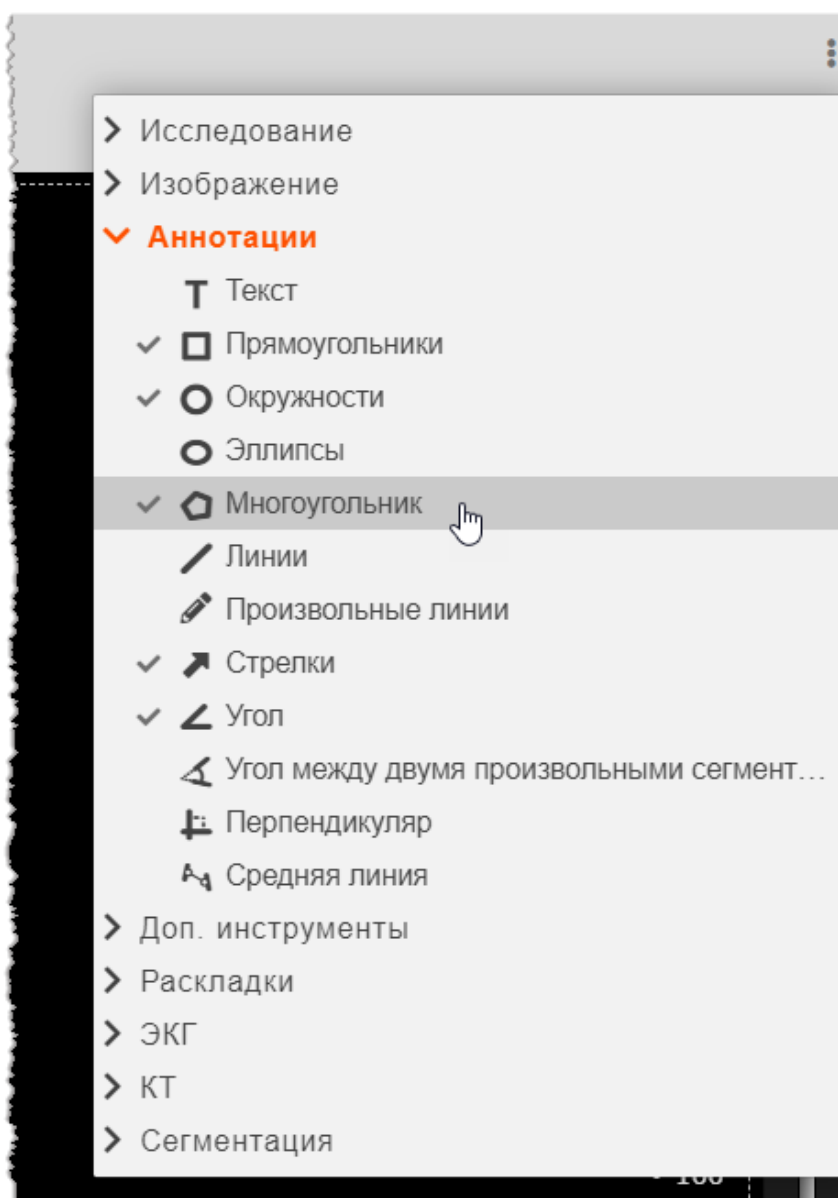 Исследование
Изображение
Аннотации
Текст
Прямоугольники
Окружности
Эллипсы
Многоугольник
Линии
Произвольные линии
Стрелки
Угол
Угол между двумя произвольными сегмент...
Перпендикуляр
Средняя линия
Доп. инструменты
Раскладки
ЭКГ
КТ
Сегментация